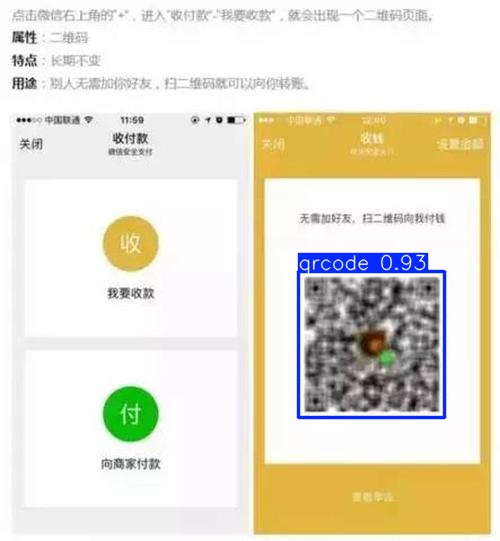 点击微信右上角的"+"，进入"收付款"-"我要收款"，就会出现一个二维码页面。
属性：二维码
特点：长期不变
用途：别人无需加你好友，扫二维码就可以向你转账。
中国联通 11:59
关闭 收付款
微信安全支付
收
我要收款
付
向商家付款
中国联通 12:00
关闭 收钱 设置金额
微信安全支付
无需加好友，扫二维码向我付钱
qrcode 0.93